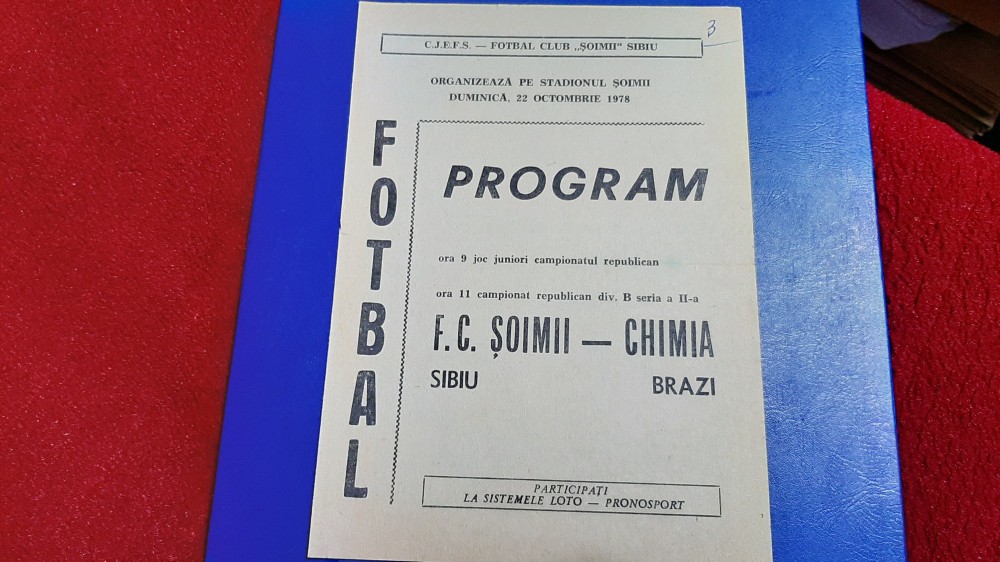 3
C.J.E.F.S. — FOTBAL CLUB „ŞOIMII" SIBIU
ORGANIZEAZĂ PE STADIONUL ŞOIMII
DUMINICĂ, 22 OCTOMBRIE 1978
FOTBAL
PROGRAM
ora 9 joc juniori campionatul republican
ora 11 campionat republican div. B seria a II-a
F.C. ŞOIMII — CHIMIA
SIBIU BRAZI
PARTICIPAŢI
LA SISTEMELE LOTO — PRONOSPORT